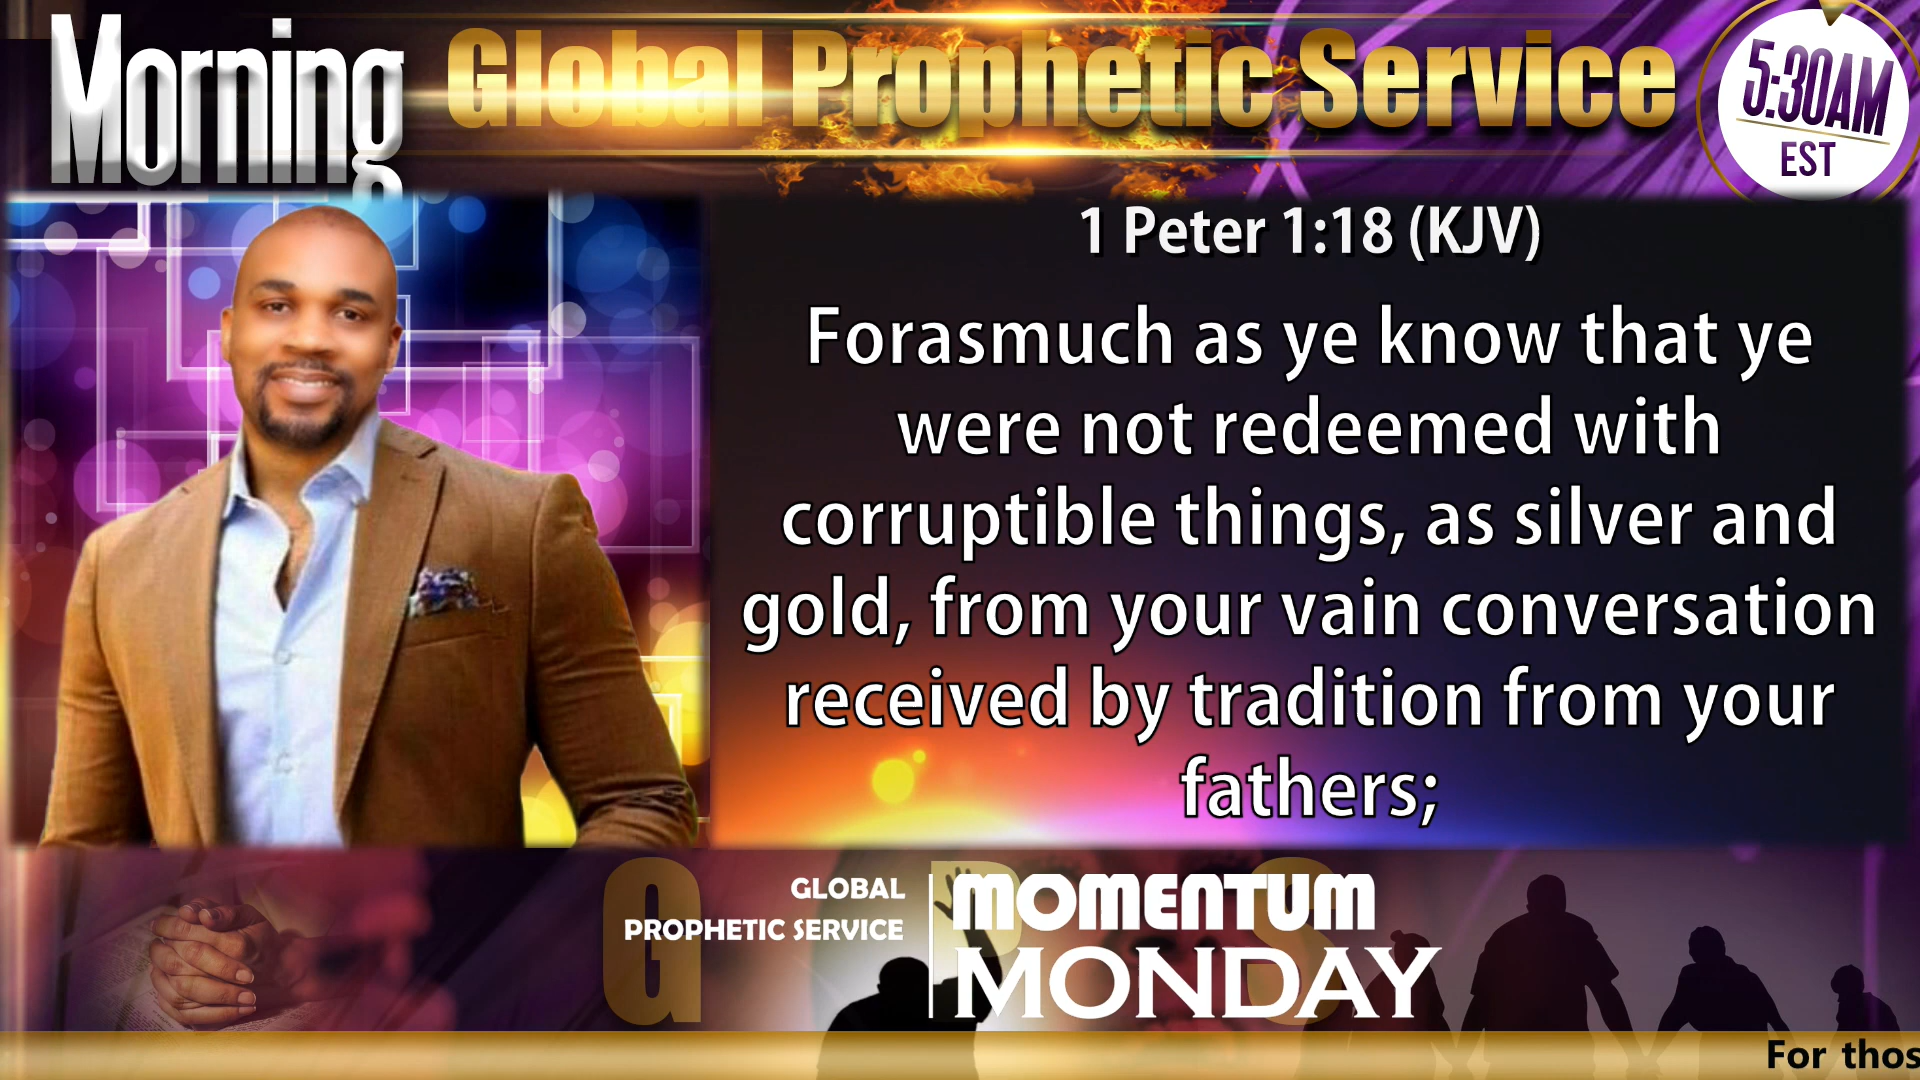 Morning
Global Prophetic Service
5:30AM
EST
1 Peter 1:18 (KJV)
Forasmuch as ye know that ye
were not redeemed with
corruptible things, as silver and
gold, from your vain conversation
received by tradition from your
fathers;
G P S
GLOBAL
PROPHETIC SERVICE
MOMENTUM
MONDAY
For thos